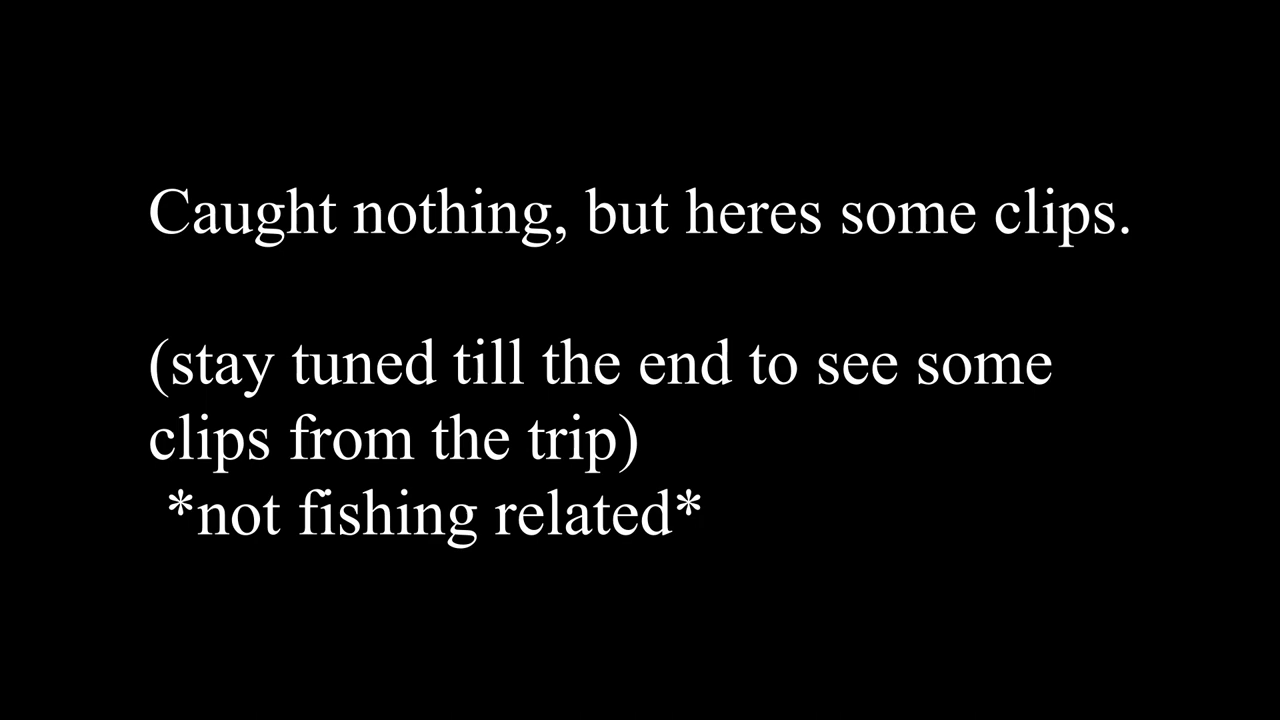 Caught nothing, but heres some clips.
(stay tuned till the end to see some
clips from the trip)
*not fishing related*